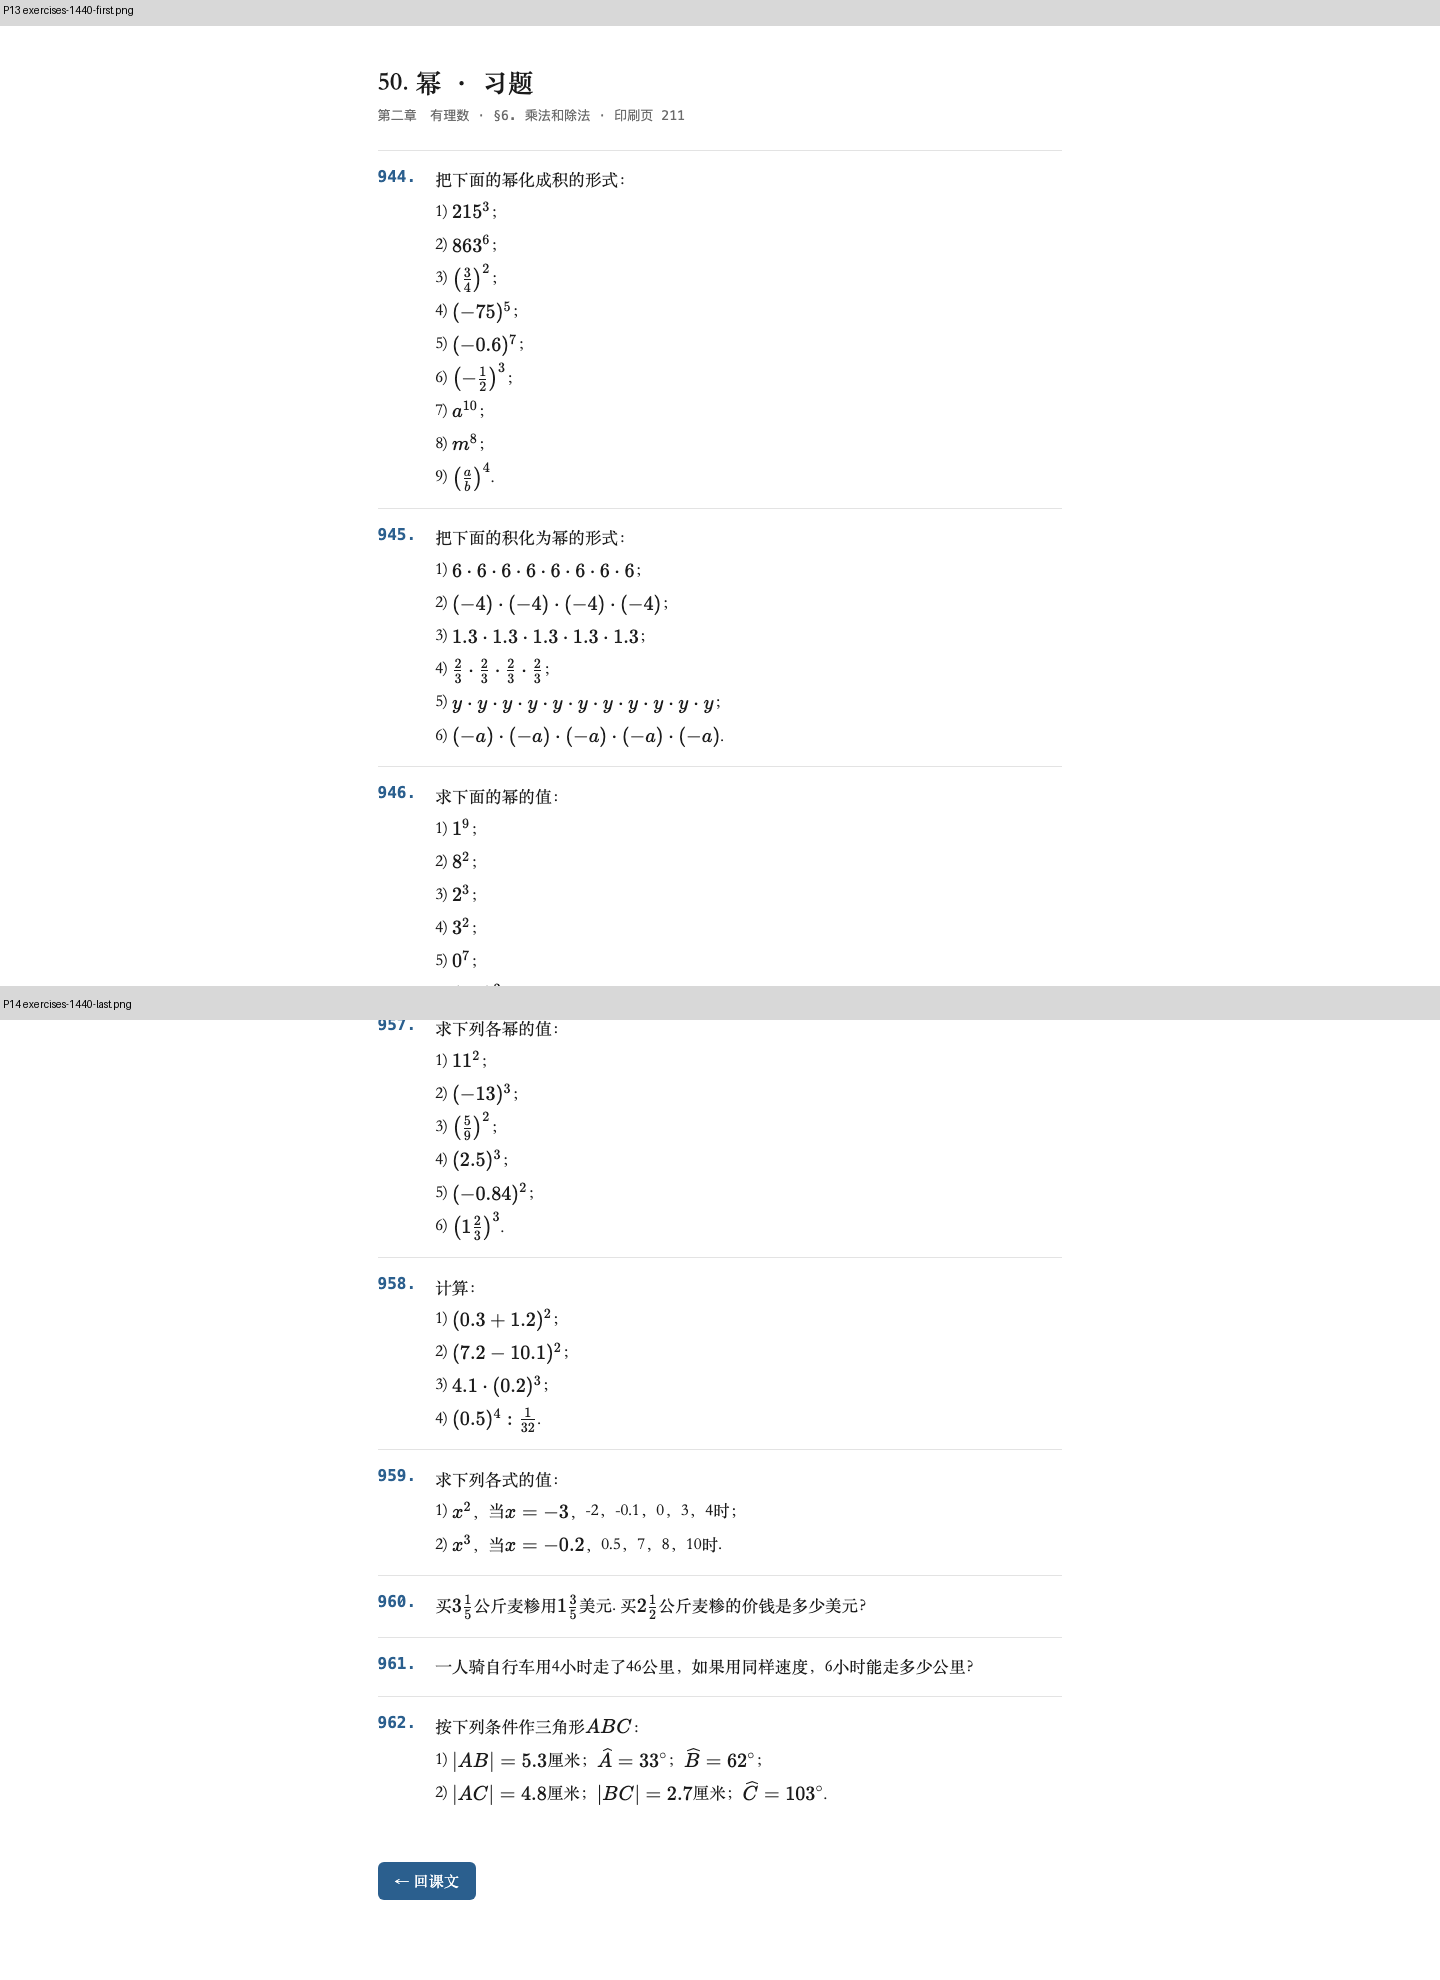 P13 exercises-1440-first.png
50. 幂 · 习题
第二章 有理数 · §6. 乘法和除法 · 印刷页 211
944. 把下面的幂化成积的形式：
1) 215³；
2) 863⁶；
3) (3/4)²；
4) (−75)⁵；
5) (−0.6)⁷；
6) (−1/2)³；
7) a¹⁰；
8) m⁸；
9) (a/b)⁴.
945. 把下面的积化为幂的形式：
1) 6 · 6 · 6 · 6 · 6 · 6 · 6 · 6；
2) (−4) · (−4) · (−4) · (−4)；
3) 1.3 · 1.3 · 1.3 · 1.3 · 1.3；
4) 2/3 · 2/3 · 2/3 · 2/3；
5) y · y · y · y · y · y · y · y · y · y · y；
6) (−a) · (−a) · (−a) · (−a) · (−a).
946. 求下面的幂的值：
1) 1⁹；
2) 8²；
3) 2³；
4) 3²；
5) 0⁷；
P14 exercises-1440-last.png
957. 求下列各幂的值：
1) 11²；
2) (−13)³；
3) (5/9)²；
4) (2.5)³；
5) (−0.84)²；
6) (1 2/3)³.
958. 计算：
1) (0.3 + 1.2)²；
2) (7.2 − 10.1)²；
3) 4.1 · (0.2)³；
4) (0.5)⁴ : 1/32.
959. 求下列各式的值：
1) x²，当x = −3，-2，-0.1，0，3，4时；
2) x³，当x = −0.2，0.5，7，8，10时.
960. 买3 1/5公斤麦糁用1 3/5美元. 买2 1/2公斤麦糁的价钱是多少美元？
961. 一人骑自行车用4小时走了46公里，如果用同样速度，6小时能走多少公里？
962. 按下列条件作三角形ABC：
1) |AB| = 5.3厘米；Â = 33°；B̂ = 62°；
2) |AC| = 4.8厘米；|BC| = 2.7厘米；Ĉ = 103°.
← 回课文